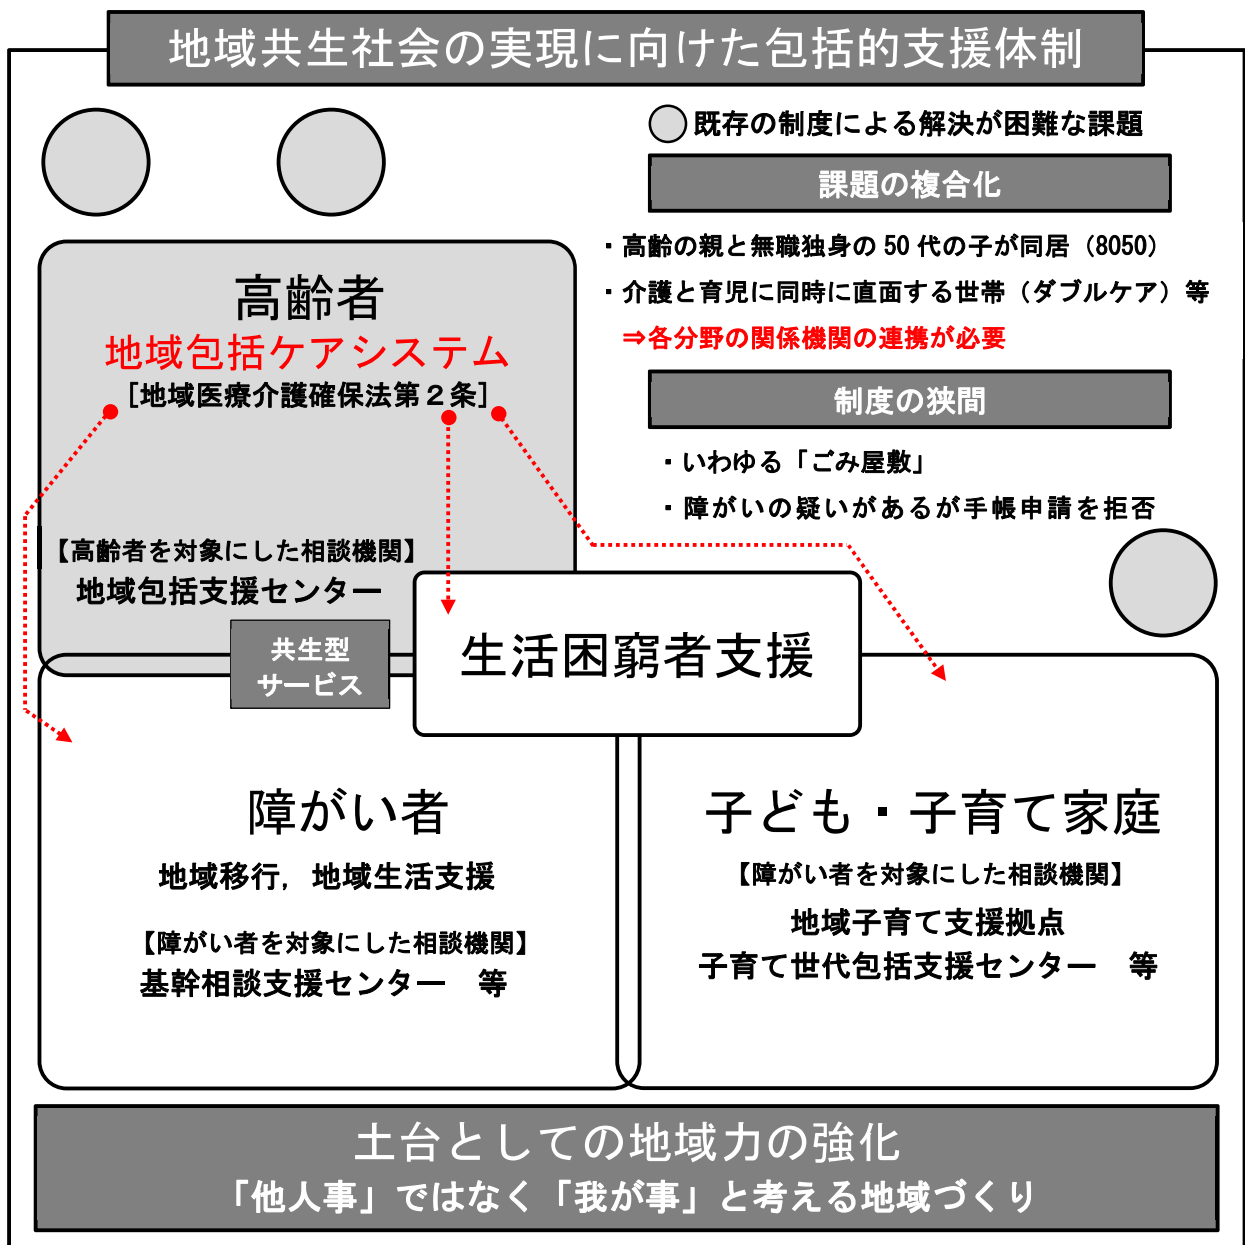 地域共生社会の実現に向けた包括的支援体制
既存の制度による解決が困難な課題
課題の複合化
・高齢の親と無職独身の50代の子が同居（8050）
・介護と育児に同時に直面する世帯（ダブルケア）等
⇒各分野の関係機関の連携が必要
制度の狭間
・いわゆる「ごみ屋敷」
・障がいの疑いがあるが手帳申請を拒否
高齢者
地域包括ケアシステム
[地域医療介護確保法第２条]
【高齢者を対象にした相談機関】
地域包括支援センター
共生型
サービス
生活困窮者支援
障がい者
地域移行，地域生活支援
【障がい者を対象にした相談機関】
基幹相談支援センター　等
子ども・子育て家庭
【障がい者を対象にした相談機関】
地域子育て支援拠点
子育て世代包括支援センター　等
土台としての地域力の強化
「他人事」ではなく「我が事」と考える地域づくり